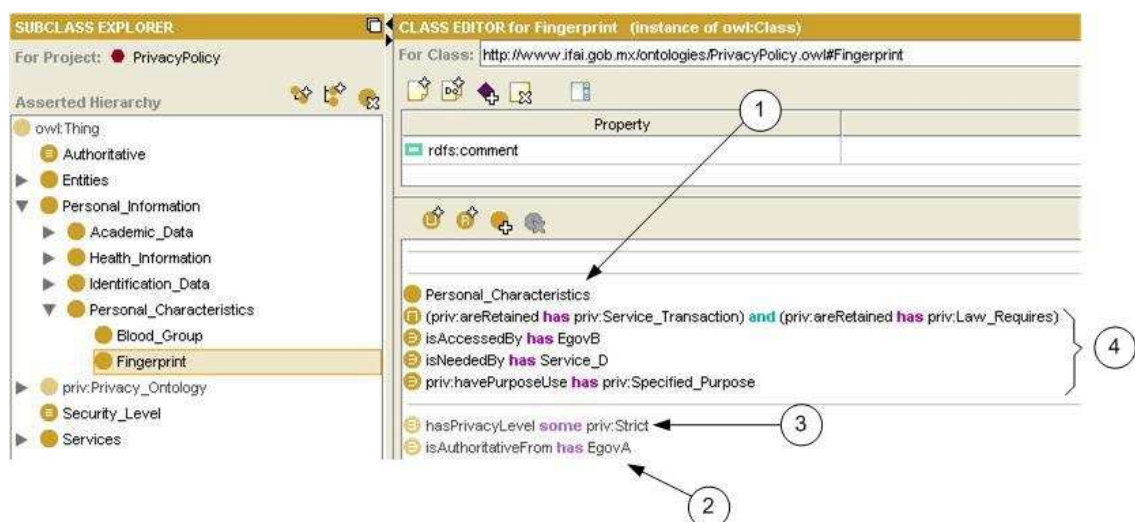 SUBCLASS EXPLORER
For Project: PrivacyPolicy
Asserted Hierarchy
owl:Thing
Authoritative
Entities
Personal_Information
Academic_Data
Health_Information
Identification_Data
Personal_Characteristics
Blood_Group
Fingerprint
priv:Privacy_Ontology
Security_Level
Services
CLASS EDITOR for Fingerprint (instance of owl:Class)
For Class: http://www.ifai.gob.mx/ontologies/PrivacyPolicy.owl#Fingerprint
Property
rdfs:comment
1
Personal_Characteristics
(priv:areRetained has priv:Service_Transaction) and (priv:areRetained has priv:Law_Requires)
isAccessedBy has EgovB
isNeededBy has Service_D
priv:havePurposeUse has priv:Specified_Purpose
4
hasPrivacyLevel some priv:Strict
3
isAuthoritativeFrom has EgovA
2